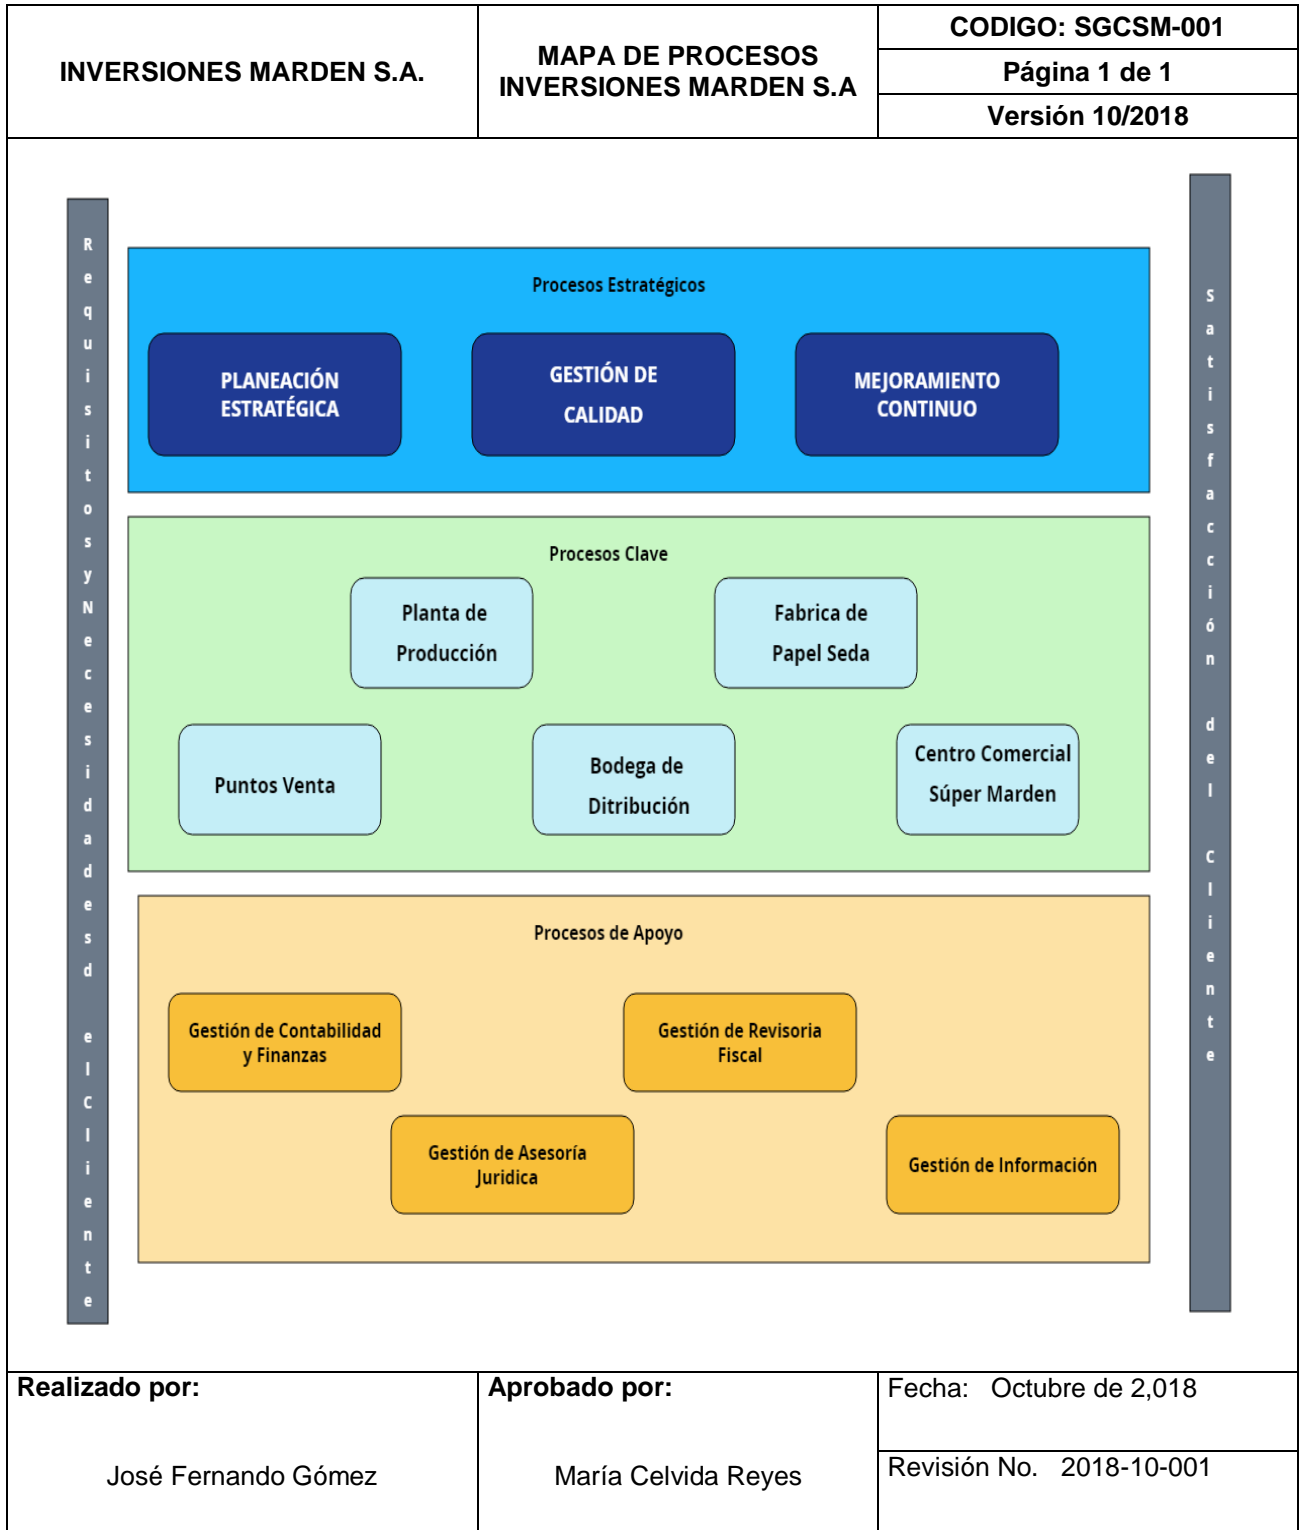 INVERSIONES MARDEN S.A.
MAPA DE PROCESOS
INVERSIONES MARDEN S.A
CODIGO: SGCSM-001
Página 1 de 1
Versión 10/2018
Requisitos y Necesidadesd elCliente
Procesos Estratégicos
PLANEACIÓN
ESTRATÉGICA
GESTIÓN DE
CALIDAD
MEJORAMIENTO
CONTINUO
Procesos Clave
Planta de
Producción
Fabrica de
Papel Seda
Puntos Venta
Bodega de
Ditribución
Centro Comercial
Súper Marden
Procesos de Apoyo
Gestión de Contabilidad
y Finanzas
Gestión de Revisoria
Fiscal
Gestión de Asesoría
Juridica
Gestión de Información
Satisfacción del Cliente
Realizado por:
José Fernando Gómez
Aprobado por:
María Celvida Reyes
Fecha: Octubre de 2,018
Revisión No. 2018-10-001